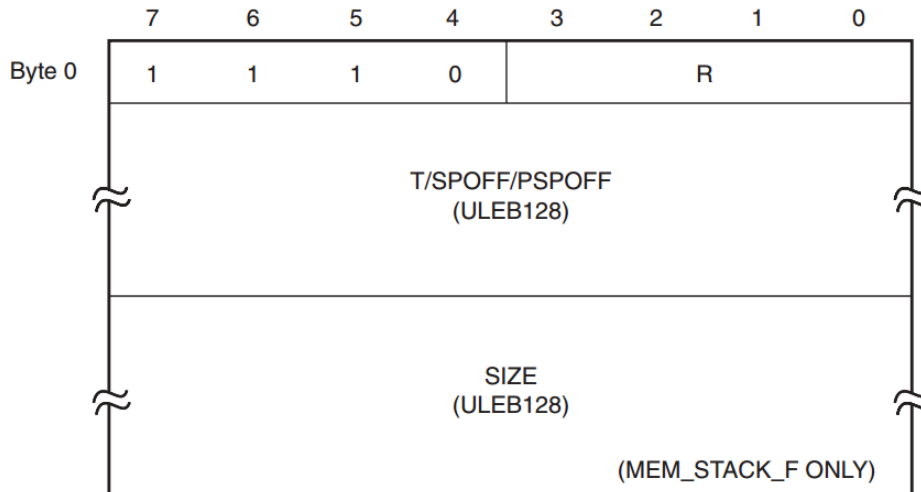 7 6 5 4 3 2 1 0
Byte 0 1 1 1 0 R
T/SPOFF/PSPOFF
(ULEB128)
SIZE
(ULEB128)
(MEM_STACK_F ONLY)